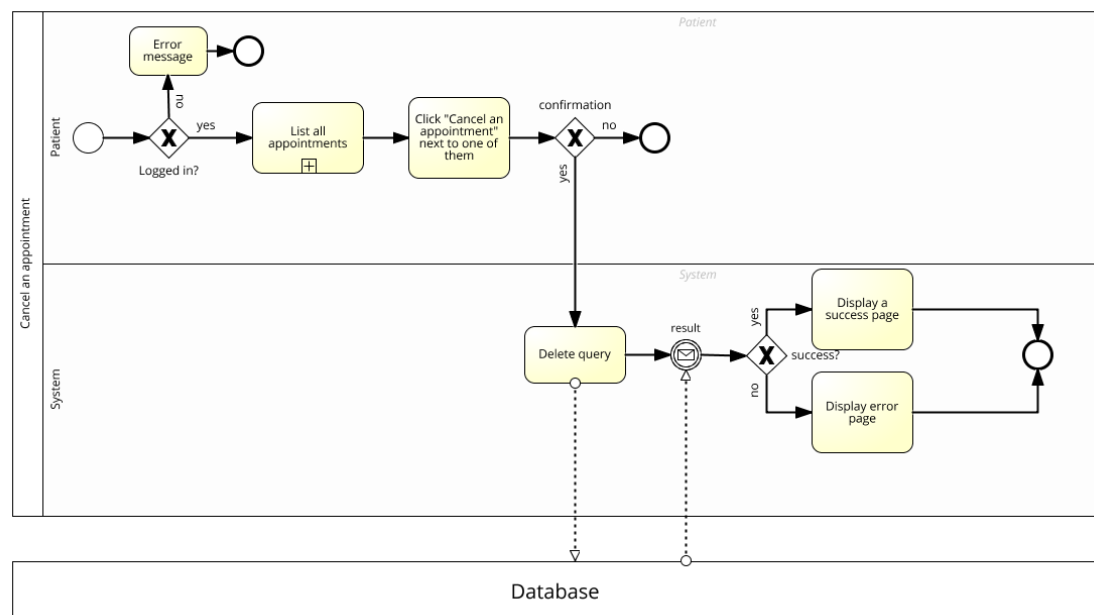 Patient
Error
message
no
confirmation
yes
List all
appointments
Click "Cancel an
appointment"
next to one of
them
no
Patient
Logged in?
yes
Cancel an appointment
System
Display a
success page
yes
result
Delete query
success?
System
no
Display error
page
Database